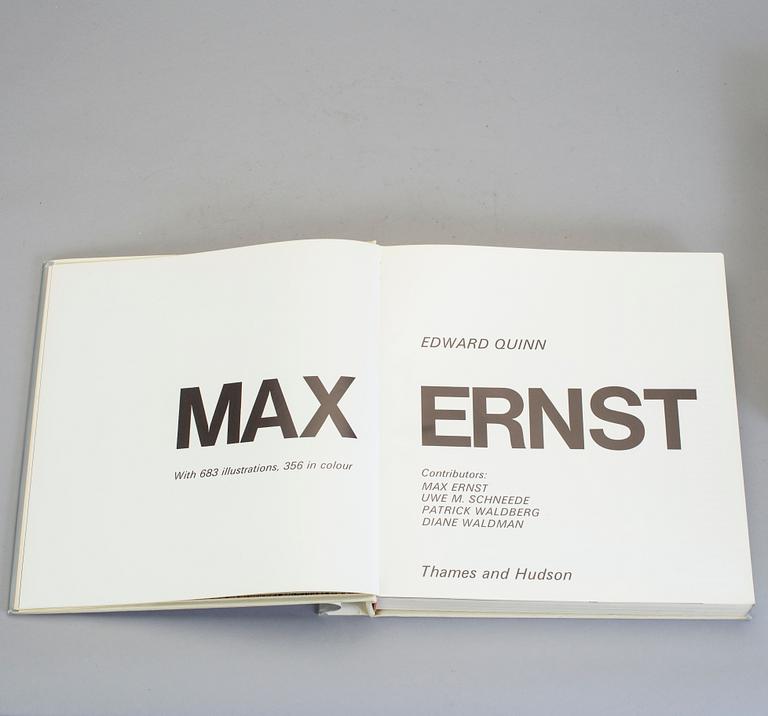 EDWARD QUINN
MAX ERNST
With 683 illustrations, 356 in colour
Contributors:
MAX ERNST
UWE M. SCHNEEDE
PATRICK WALDBERG
DIANE WALDMAN
Thames and Hudson